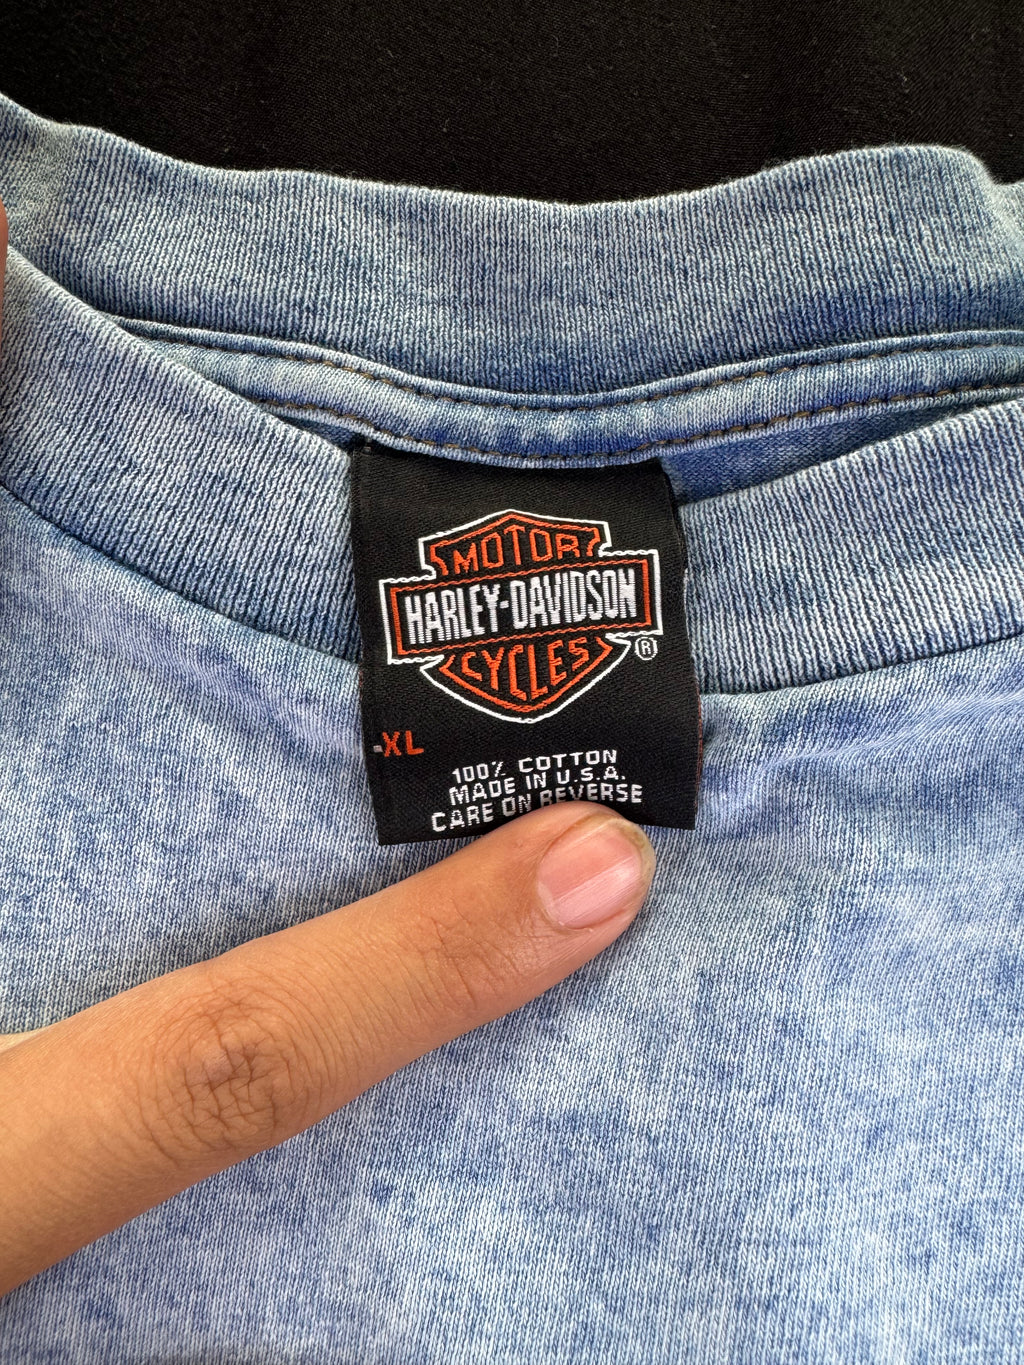 MOTOR
HARLEY-DAVIDSON
CYCLES ®
-XL
100% COTTON
MADE IN U.S.A.
CARE ON REVERSE